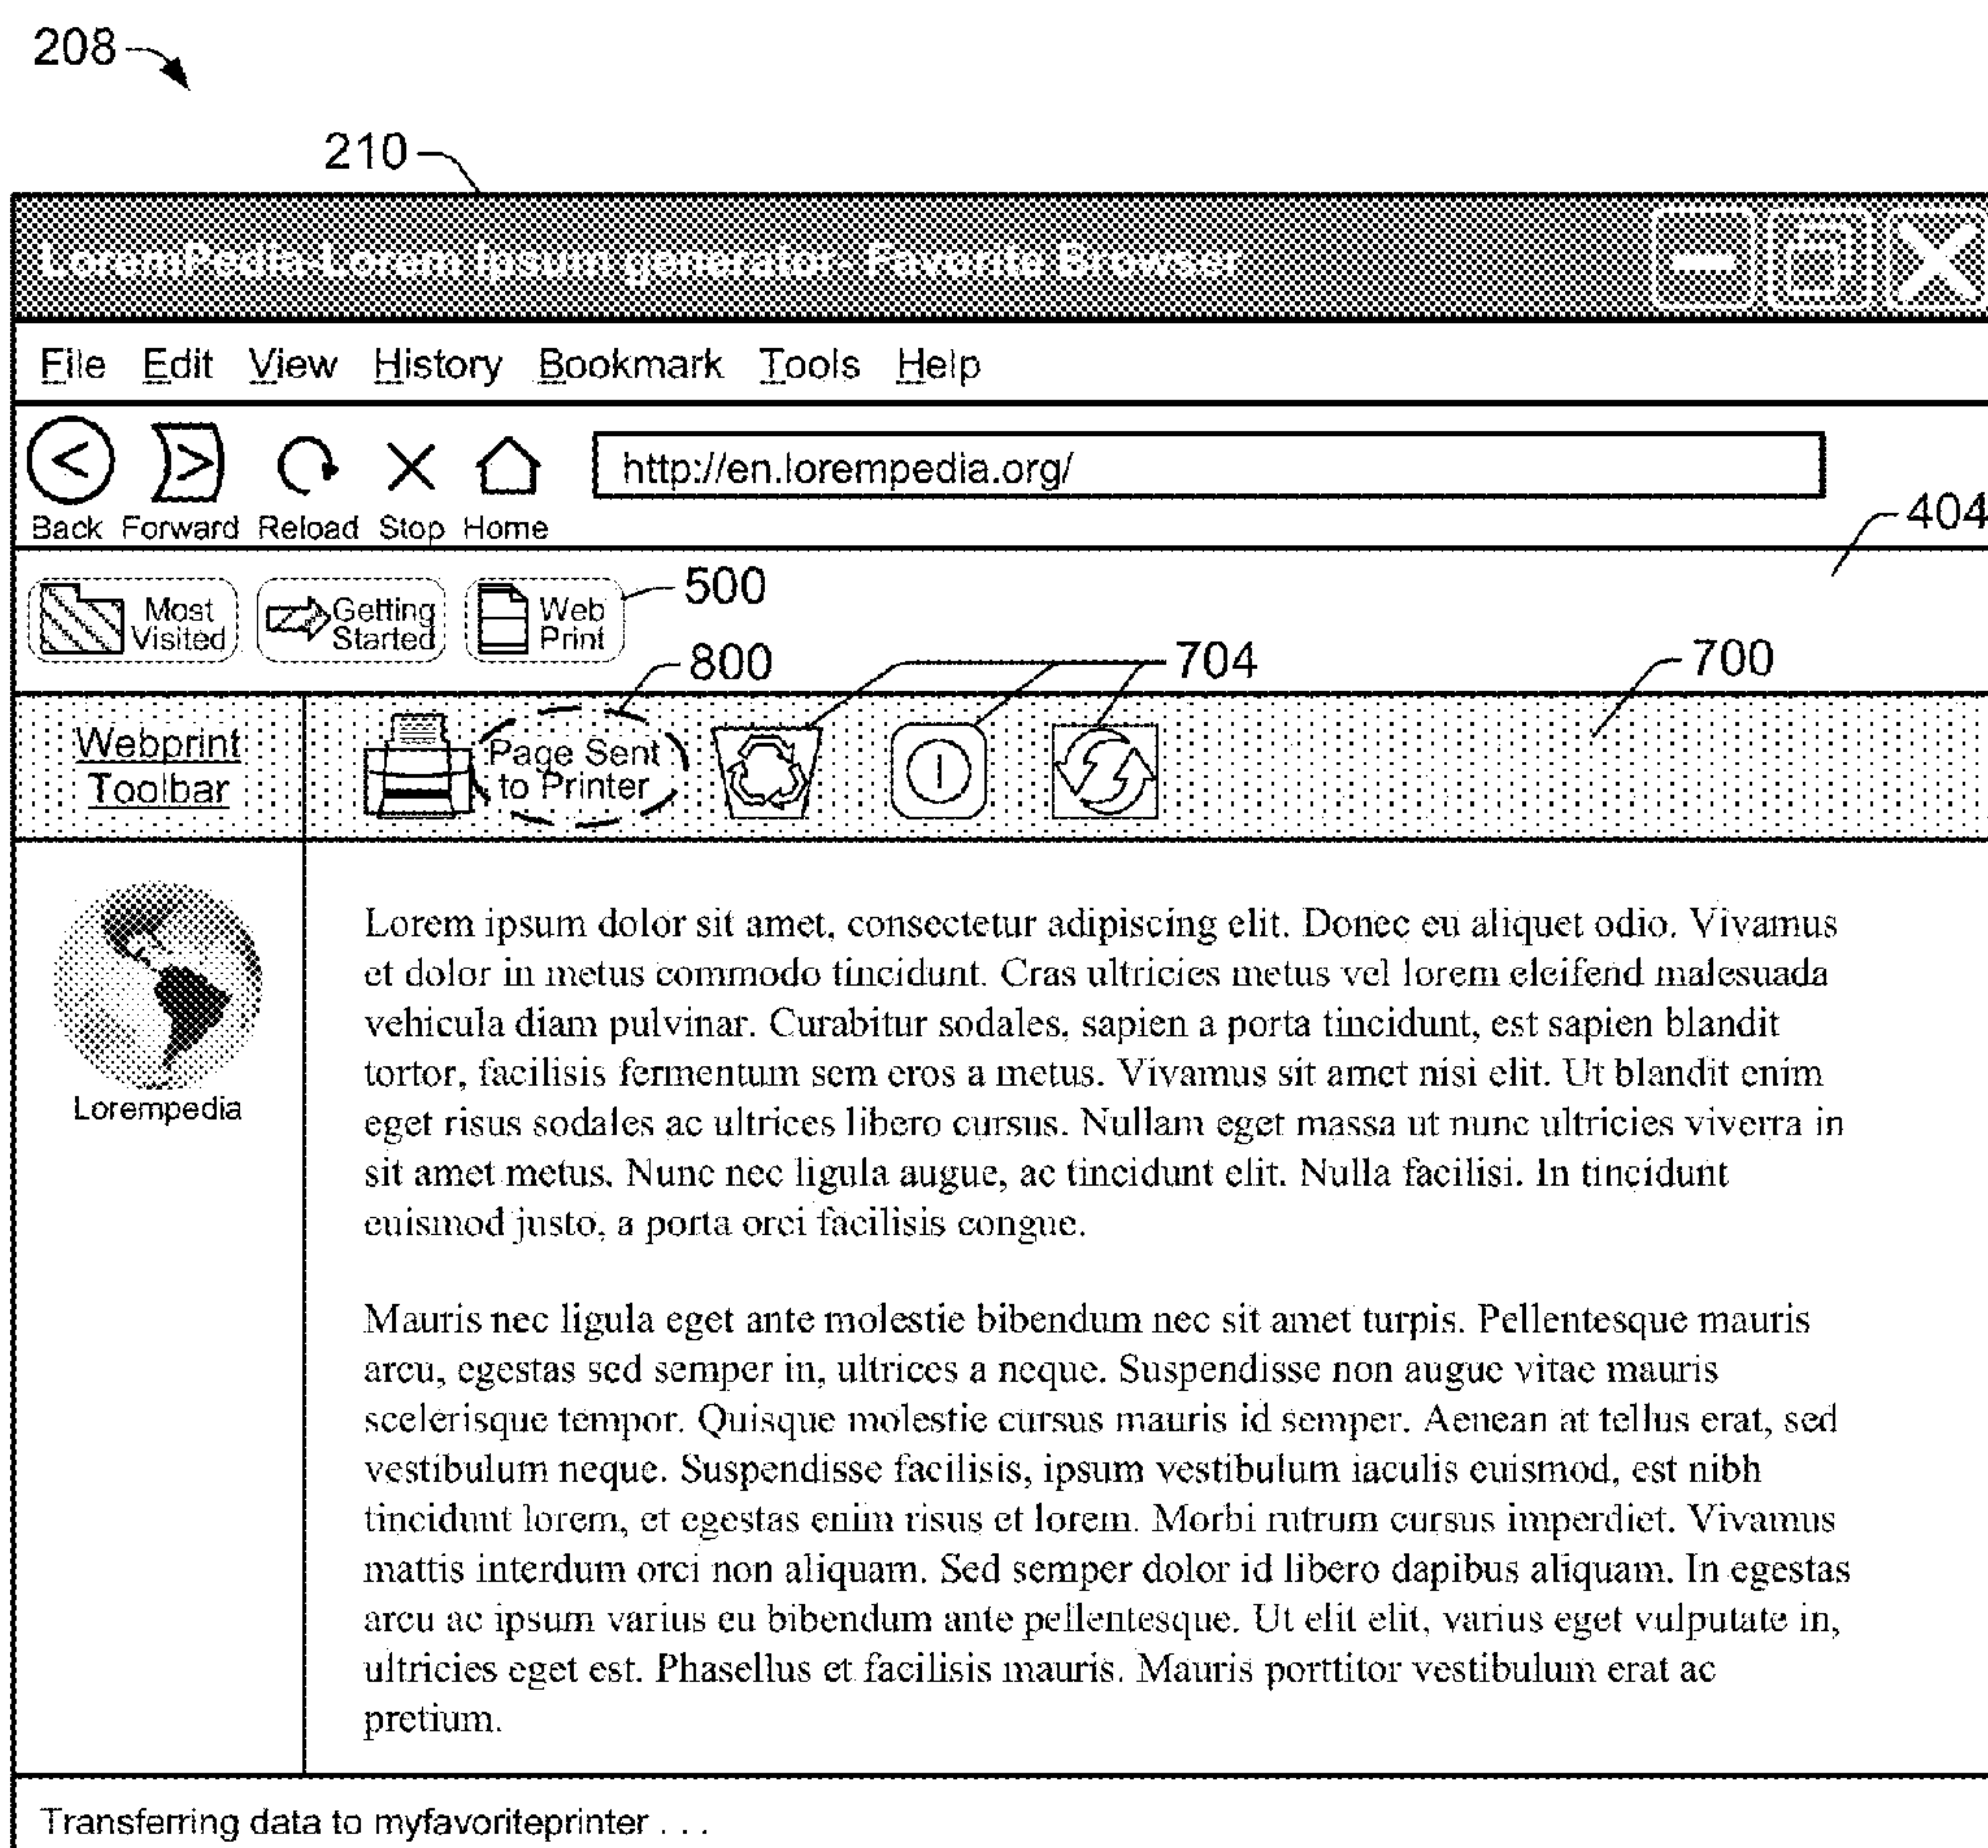 208
210
LoremPedia-Lorem Ipsum generator- Favorite Browser
File Edit View History Bookmark Tools Help
http://en.lorempedia.org/
Back Forward Reload Stop Home
404
Most Visited
Getting Started
Web Print
500
800
704
700
Webprint
Toolbar
Page Sent
to Printer
Lorempedia
Lorem ipsum dolor sit amet, consectetur adipiscing elit. Donec eu aliquet odio. Vivamus
et dolor in metus commodo tincidunt. Cras ultricies metus vel lorem eleifend malesuada
vehicula diam pulvinar. Curabitur sodales, sapien a porta tincidunt, est sapien blandit
tortor, facilisis fermentum sem eros a metus. Vivamus sit amet nisi elit. Ut blandit enim
eget risus sodales ac ultrices libero cursus. Nullam eget massa ut nunc ultricies viverra in
sit amet metus. Nunc nec ligula augue, ac tincidunt elit. Nulla facilisi. In tincidunt
euismod justo, a porta orci facilisis congue.
Mauris nec ligula eget ante molestie bibendum nec sit amet turpis. Pellentesque mauris
arcu, egestas sed semper in, ultrices a neque. Suspendisse non augue vitae mauris
scelerisque tempor. Quisque molestie cursus mauris id semper. Aenean at tellus erat, sed
vestibulum neque. Suspendisse facilisis, ipsum vestibulum iaculis euismod, est nibh
tincidunt lorem, et egestas enim risus et lorem. Morbi rutrum cursus imperdiet. Vivamus
mattis interdum orci non aliquam. Sed semper dolor id libero dapibus aliquam. In egestas
arcu ac ipsum varius eu bibendum ante pellentesque. Ut elit elit, varius eget vulputate in,
ultricies eget est. Phasellus et facilisis mauris. Mauris porttitor vestibulum erat ac
pretium.
Transferring data to myfavoriteprinter . . .